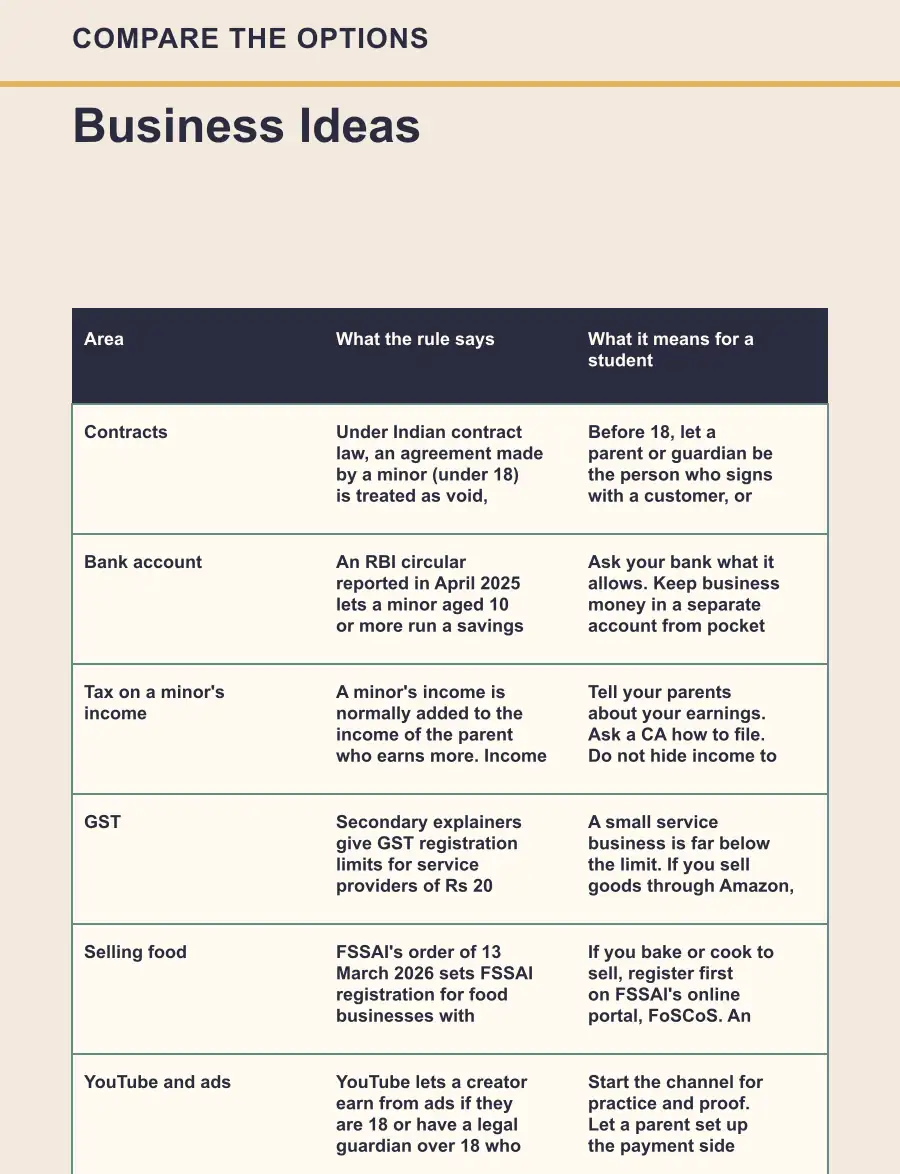 COMPARE THE OPTIONS
Business Ideas
Area
What the rule says
What it means for a
student
Contracts
Under Indian contract
law, an agreement made
by a minor (under 18)
is treated as void,
Before 18, let a
parent or guardian be
the person who signs
with a customer, or
Bank account
An RBI circular
reported in April 2025
lets a minor aged 10
or more run a savings
Ask your bank what it
allows. Keep business
money in a separate
account from pocket
Tax on a minor's
income
A minor's income is
normally added to the
income of the parent
who earns more. Income
Tell your parents
about your earnings.
Ask a CA how to file.
Do not hide income to
GST
Secondary explainers
give GST registration
limits for service
providers of Rs 20
A small service
business is far below
the limit. If you sell
goods through Amazon,
Selling food
FSSAI's order of 13
March 2026 sets FSSAI
registration for food
businesses with
If you bake or cook to
sell, register first
on FSSAI's online
portal, FoSCoS. An
YouTube and ads
YouTube lets a creator
earn from ads if they
are 18 or have a legal
guardian over 18 who
Start the channel for
practice and proof.
Let a parent set up
the payment side